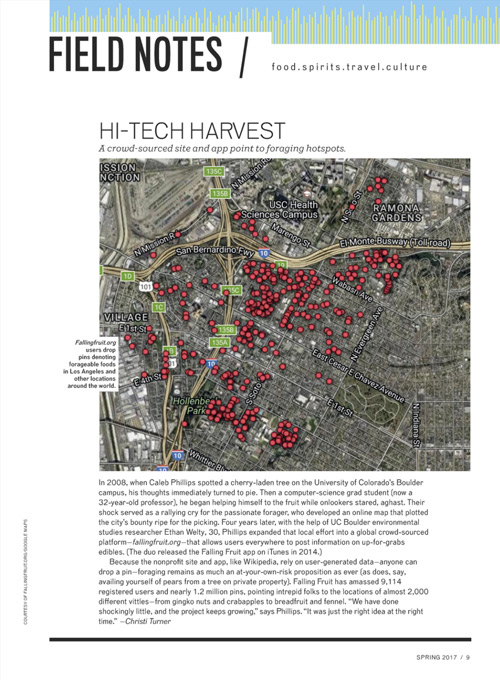 FIELD NOTES /
food.spirits.travel.culture
HI-TECH HARVEST
A crowd-sourced site and app point to foraging hotspots.
ISSION
NCTION
135C
N Mission Rd
135B
USC Health
Sciences Campus
N Soto St
RAMONA
GARDENS
N Mission R
Marengo St
San Bernardino Fwy
10
El Monte Busway (Toll road)
19
1D
101
5C
Wabash Ave
1C
VILLAGE
E 1st St
135B
135A
N Evergreen Ave
Fallingfruit.org
users drop
pins denoting
forageable foods
in Los Angeles and
other locations
around the world.
01
10
E 4th St
East Cesar E Chavez Avenue
S Soto
Hollenbe
Park
E 1st St
N Indiana St
10
10
Whittier Blv
In 2008, when Caleb Phillips spotted a cherry-laden tree on the University of Colorado's Boulder
campus, his thoughts immediately turned to pie. Then a computer-science grad student (now a
32-year-old professor), he began helping himself to the fruit while onlookers stared, aghast. Their
shock served as a rallying cry for the passionate forager, who developed an online map that plotted
the city's bounty ripe for the picking. Four years later, with the help of UC Boulder environmental
studies researcher Ethan Welty, 30, Phillips expanded that local effort into a global crowd-sourced
platform—fallingfruit.org—that allows users everywhere to post information on up-for-grabs
edibles. (The duo released the Falling Fruit app on iTunes in 2014.)
Because the nonprofit site and app, like Wikipedia, rely on user-generated data—anyone can
drop a pin—foraging remains as much an at-your-own-risk proposition as ever (as does, say,
availing yourself of pears from a tree on private property). Falling Fruit has amassed 9,114
registered users and nearly 1.2 million pins, pointing intrepid folks to the locations of almost 2,000
different vittles—from gingko nuts and crabapples to breadfruit and fennel. "We have done
shockingly little, and the project keeps growing," says Phillips. "It was just the right idea at the right
time." —Christi Turner
COURTESY OF FALLINGFRUIT.ORG/GOOGLE MAPS
SPRING 2017 / 9